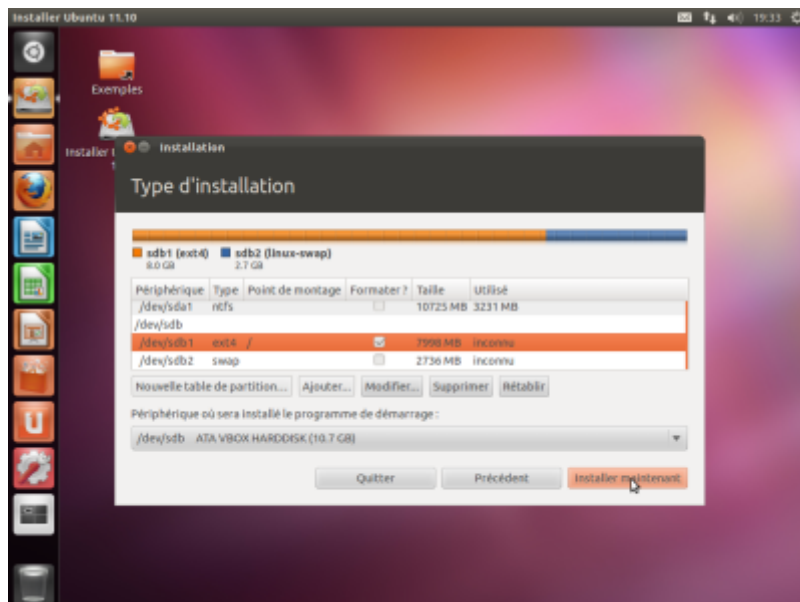 Installer Ubuntu 11.10
19:33
Exemples
Installer
Installation
Type d'installation
sdb1 (ext4) sdb2 (linux-swap)
8.0 GB 2.7 GB
Périphérique Type Point de montage Formater ? Taille Utilisé
/dev/sda1 ntfs 10725 MB 3231 MB
/dev/sdb
/dev/sdb1 ext4 / 7998 MB inconnu
/dev/sdb2 swap 2736 MB inconnu
Nouvelle table de partition... Ajouter... Modifier... Supprimer Rétablir
Périphérique où sera installé le programme de démarrage :
/dev/sdb ATA VBOX HARDDISK (10.7 GB)
Quitter Précédent Installer maintenant